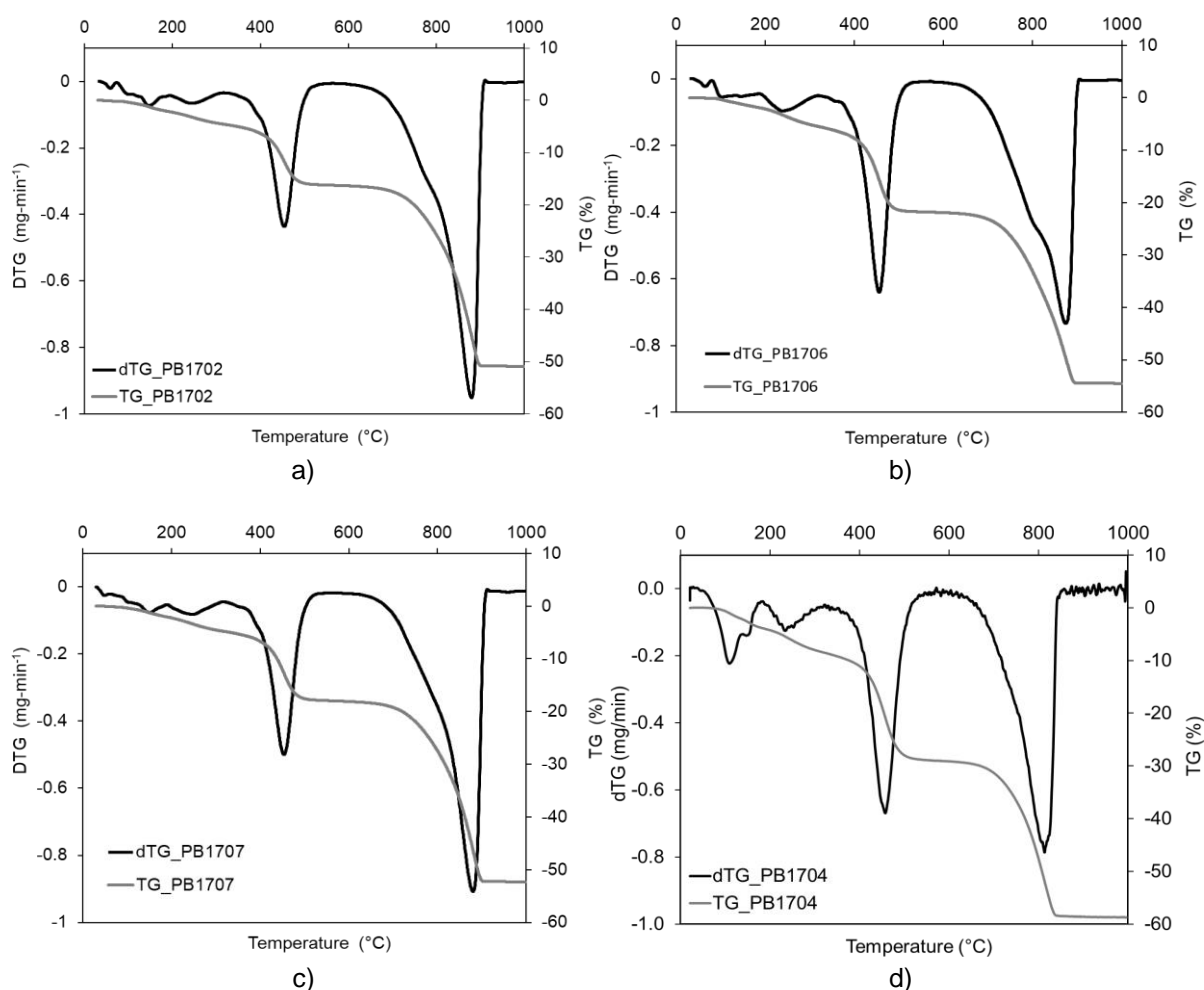 0 200 400 600 800 1000
0
-0.2
-0.4
-0.6
-0.8
-1
DTG (mg-min-1)
10
0
-10
-20
-30
-40
-50
-60
TG (%)
dTG_PB1702
TG_PB1702
Temperature (°C)
a)
0 200 400 600 800 1000
0
-0.2
-0.4
-0.6
-0.8
-1
DTG (mg-min-1)
10
0
-10
-20
-30
-40
-50
-60
TG (%)
dTG_PB1706
TG_PB1706
Temperature (°C)
b)
0 200 400 600 800 1000
0
-0.2
-0.4
-0.6
-0.8
-1
DTG (mg-min-1)
10
0
-10
-20
-30
-40
-50
-60
TG (%)
dTG_PB1707
TG_PB1707
Temperature (°C)
c)
0 200 400 600 800 1000
0.0
-0.2
-0.4
-0.6
-0.8
-1.0
dTG (mg/min)
10
0
-10
-20
-30
-40
-50
-60
TG (%)
dTG_PB1704
TG_PB1704
Temperature (°C)
d)